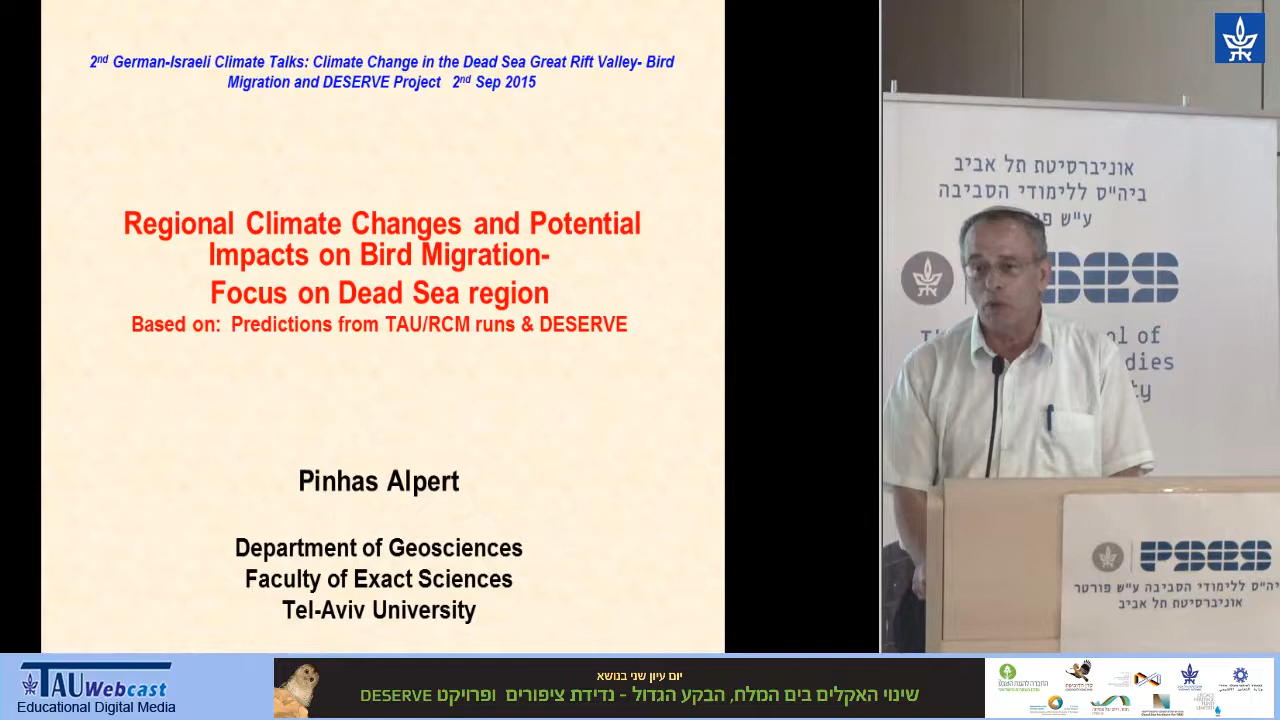 2nd German-Israeli Climate Talks: Climate Change in the Dead Sea Great Rift Valley- Bird
Migration and DESERVE Project 2nd Sep 2015
Regional Climate Changes and Potential
Impacts on Bird Migration-
Focus on Dead Sea region
Based on: Predictions from TAU/RCM runs & DESERVE
Pinhas Alpert
Department of Geosciences
Faculty of Exact Sciences
Tel-Aviv University
אוניברסיטת תל אביב
ביה"ס ללימודי הסביבה
ע"ש
PSES
ביה"ס ללימודי הסביבה ע"ש פורטר
אוניברסיטת תל אביב
TAU Webcast
Educational Digital Media
יום עיון שני בנושא
שינוי האקלים בים המלח, הבקע הגדול – נדידת ציפורים ופרויקט DESERVE